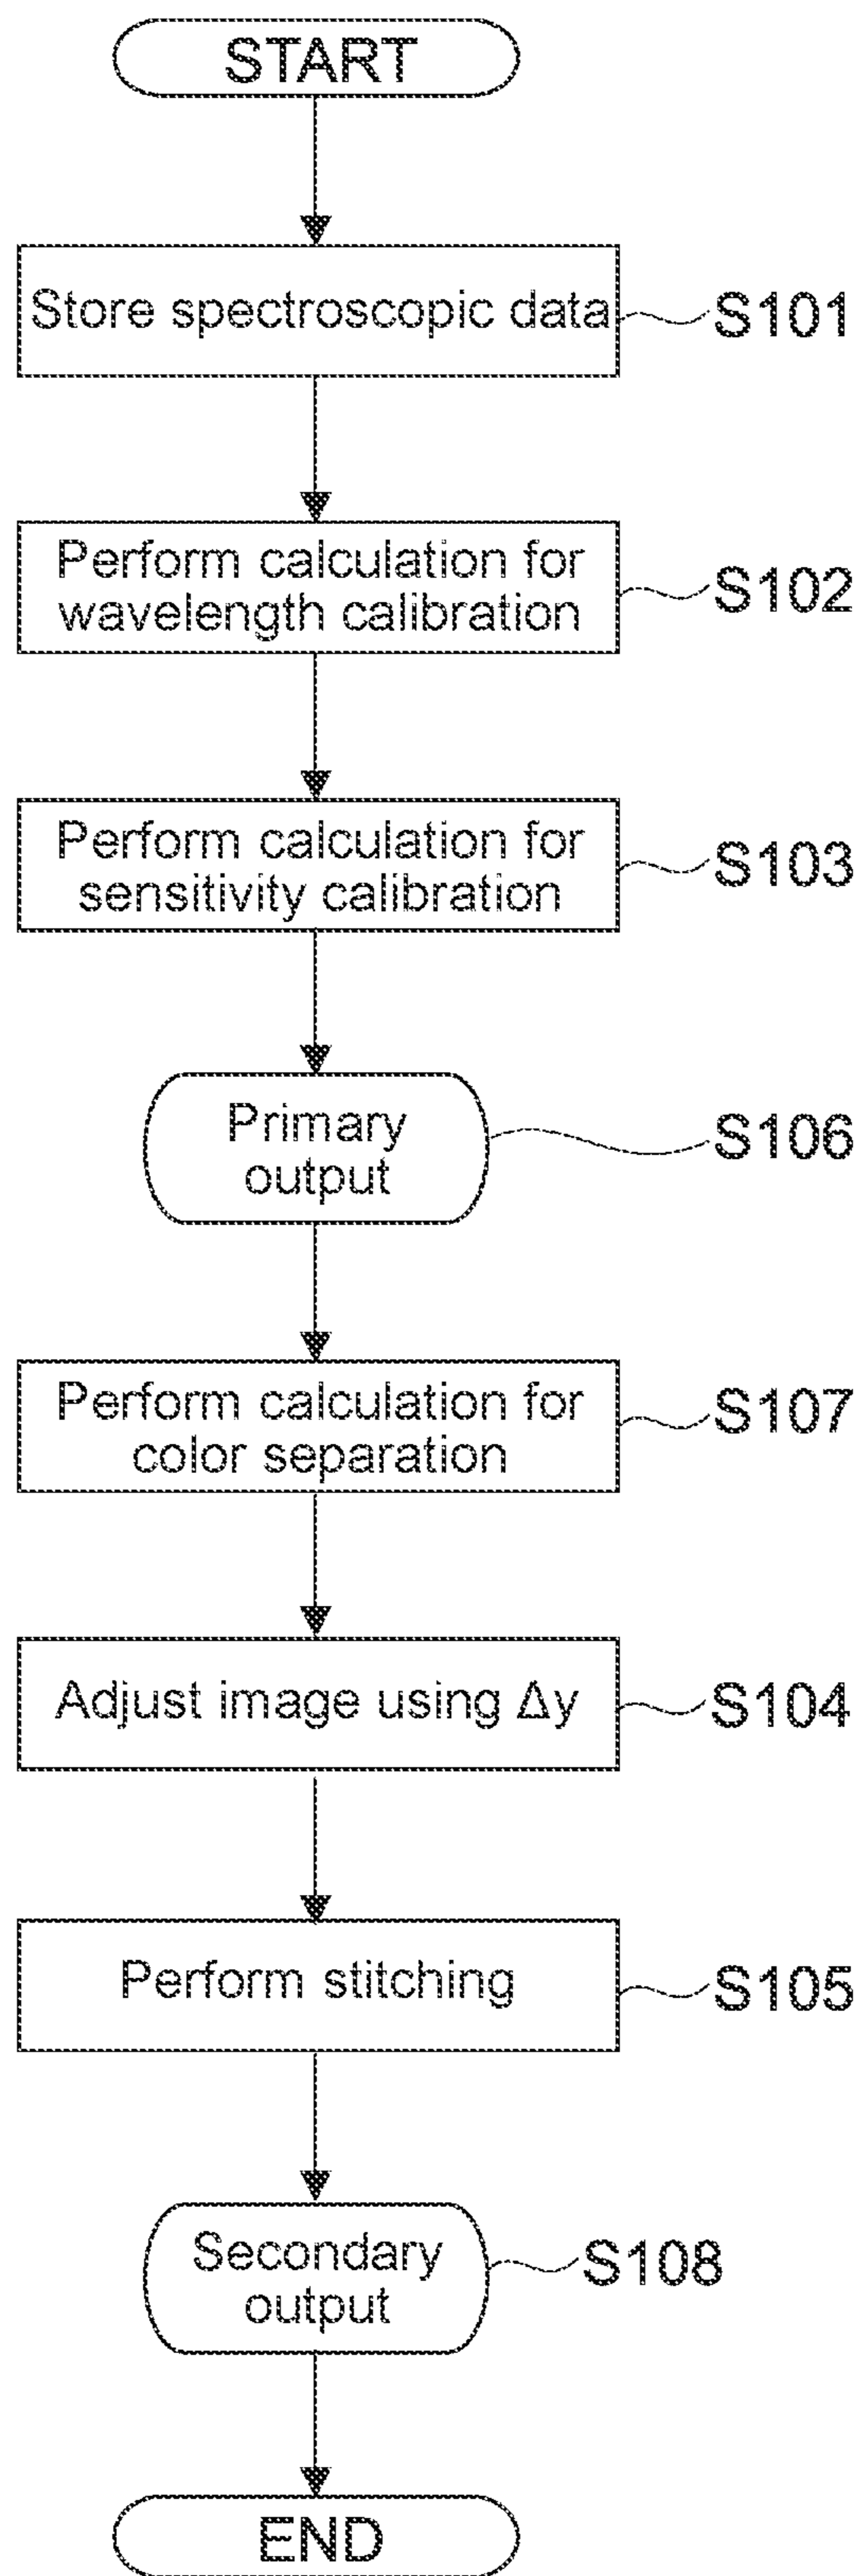 START
Store spectroscopic data
S101
Perform calculation for
wavelength calibration
S102
Perform calculation for
sensitivity calibration
S103
Primary
output
S106
Perform calculation for
color separation
S107
Adjust image using Δy
S104
Perform stitching
S105
Secondary
output
S108
END